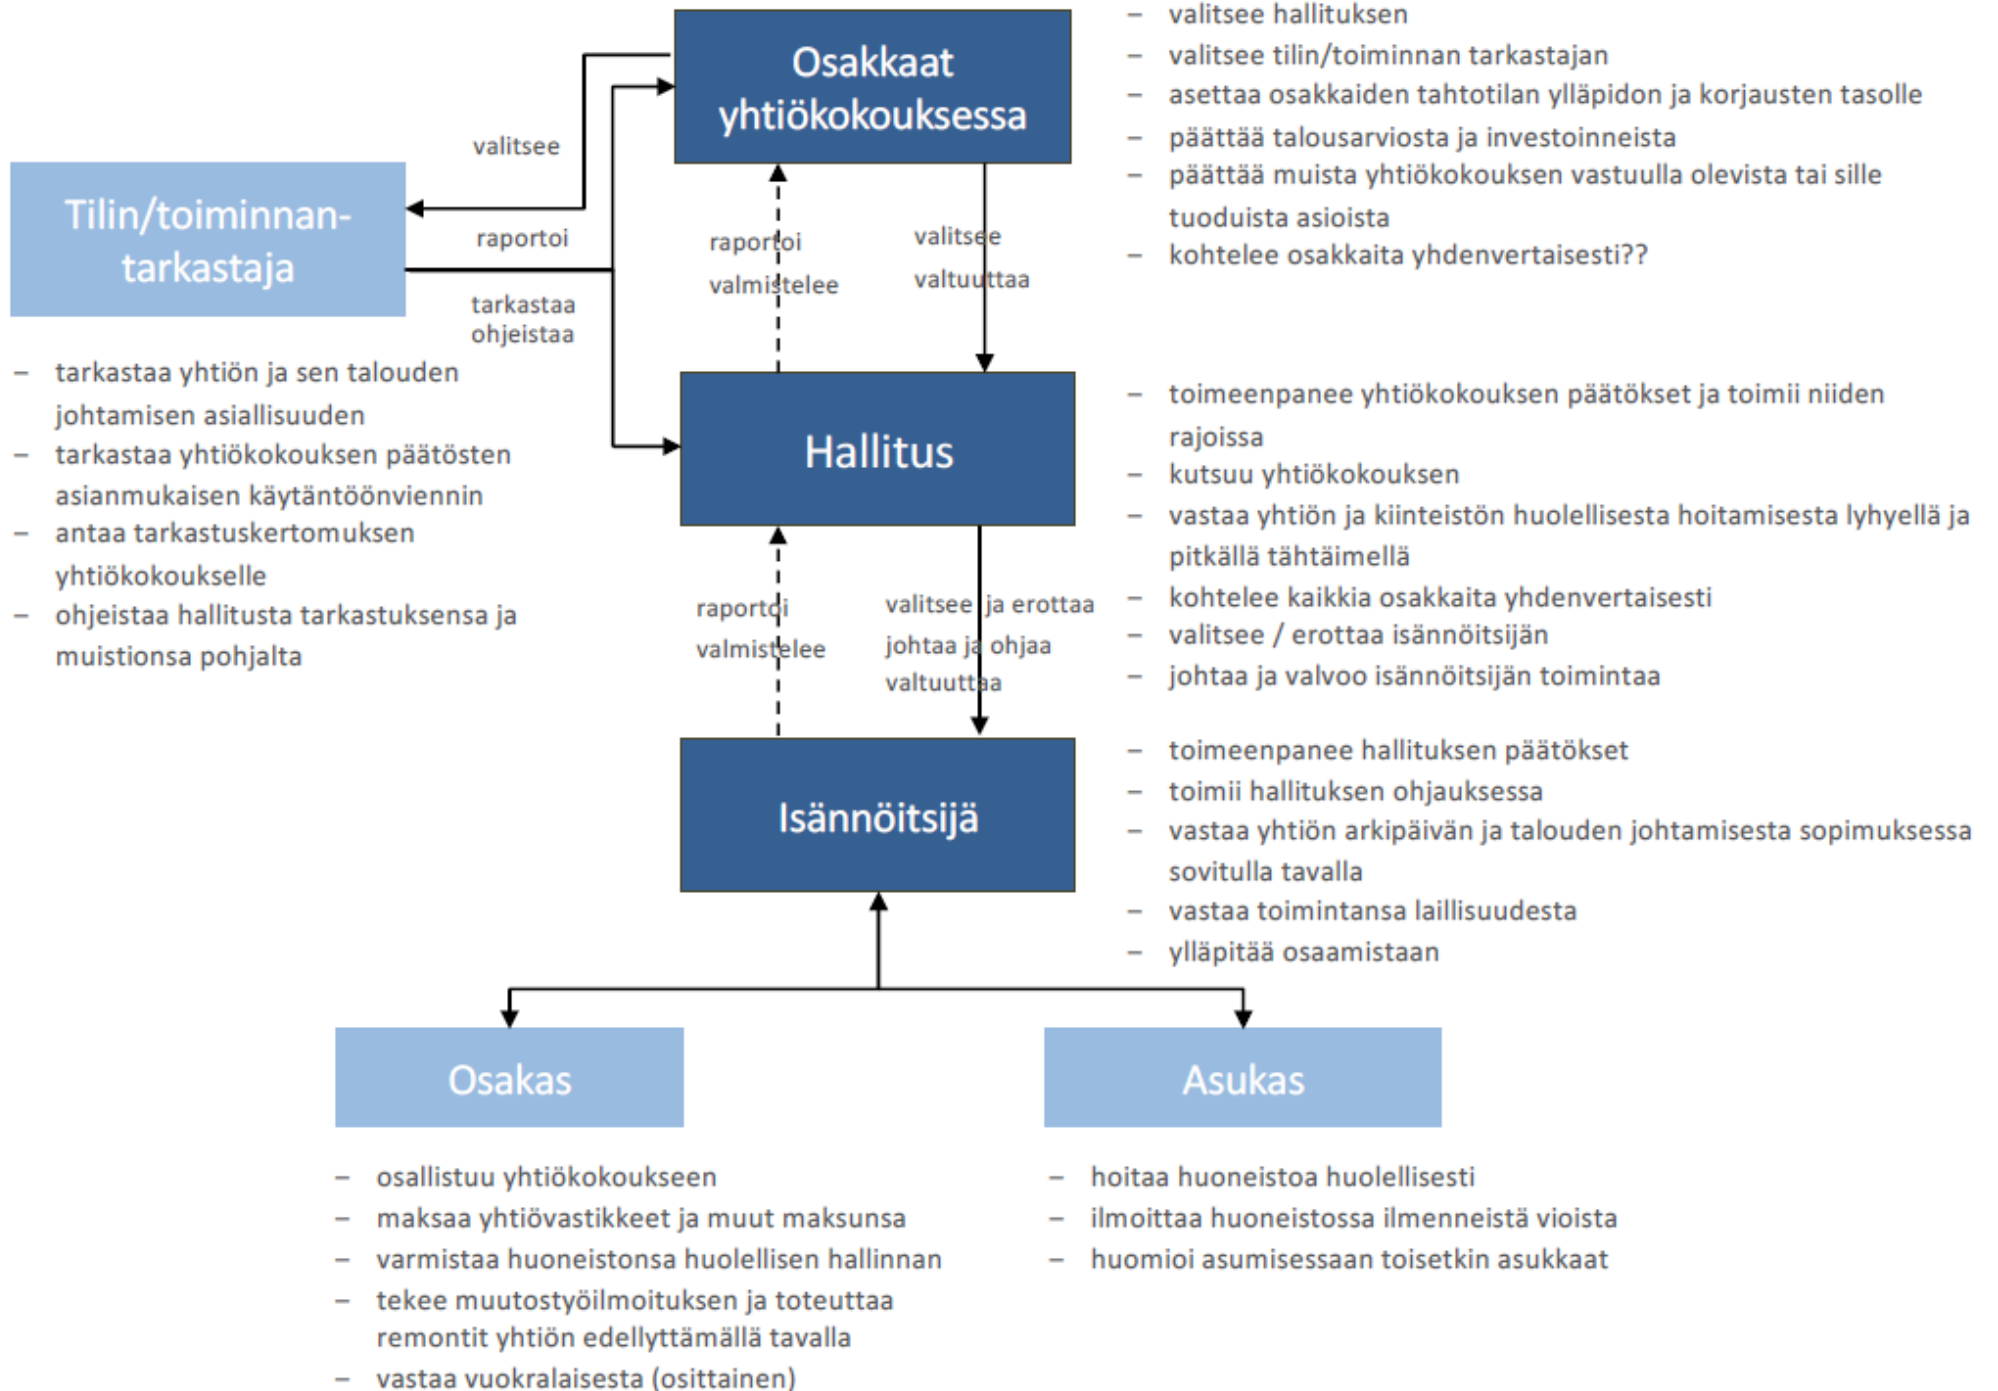 Osakkaat
yhtiökokouksessa
– valitsee hallituksen
– valitsee tilin/toiminnan tarkastajan
– asettaa osakkaiden tahtotilan ylläpidon ja korjausten tasolle
– päättää talousarviosta ja investoinneista
– päättää muista yhtiökokouksen vastuulla olevista tai sille
tuoduista asioista
– kohtelee osakkaita yhdenvertaisesti??
valitsee
Tilin/toiminnan-
tarkastaja
raportoi
tarkastaa
ohjeistaa
raportoi
valmistelee
valitsee
valtuuttaa
– tarkastaa yhtiön ja sen talouden
johtamisen asiallisuuden
– tarkastaa yhtiökokouksen päätösten
asianmukaisen käytäntöönviennin
– antaa tarkastuskertomuksen
yhtiökokoukselle
– ohjeistaa hallitusta tarkastuksensa ja
muistionsa pohjalta
Hallitus
– toimeenpanee yhtiökokouksen päätökset ja toimii niiden
rajoissa
– kutsuu yhtiökokouksen
– vastaa yhtiön ja kiinteistön huolellisesta hoitamisesta lyhyellä ja
pitkällä tähtäimellä
– kohtelee kaikkia osakkaita yhdenvertaisesti
– valitsee / erottaa isännöitsijän
– johtaa ja valvoo isännöitsijän toimintaa
raportoi
valmistelee
valitsee ja erottaa
johtaa ja ohjaa
valtuuttaa
Isännöitsijä
– toimeenpanee hallituksen päätökset
– toimii hallituksen ohjauksessa
– vastaa yhtiön arkipäivän ja talouden johtamisesta sopimuksessa
sovitulla tavalla
– vastaa toimintansa laillisuudesta
– ylläpitää osaamistaan
Osakas
– osallistuu yhtiökokoukseen
– maksaa yhtiövastikkeet ja muut maksunsa
– varmistaa huoneistonsa huolellisen hallinnan
– tekee muutostyöilmoituksen ja toteuttaa
remontit yhtiön edellyttämällä tavalla
– vastaa vuokralaisesta (osittainen)
Asukas
– hoitaa huoneistoa huolellisesti
– ilmoittaa huoneistossa ilmenneistä vioista
– huomioi asumisessaan toisetkin asukkaat